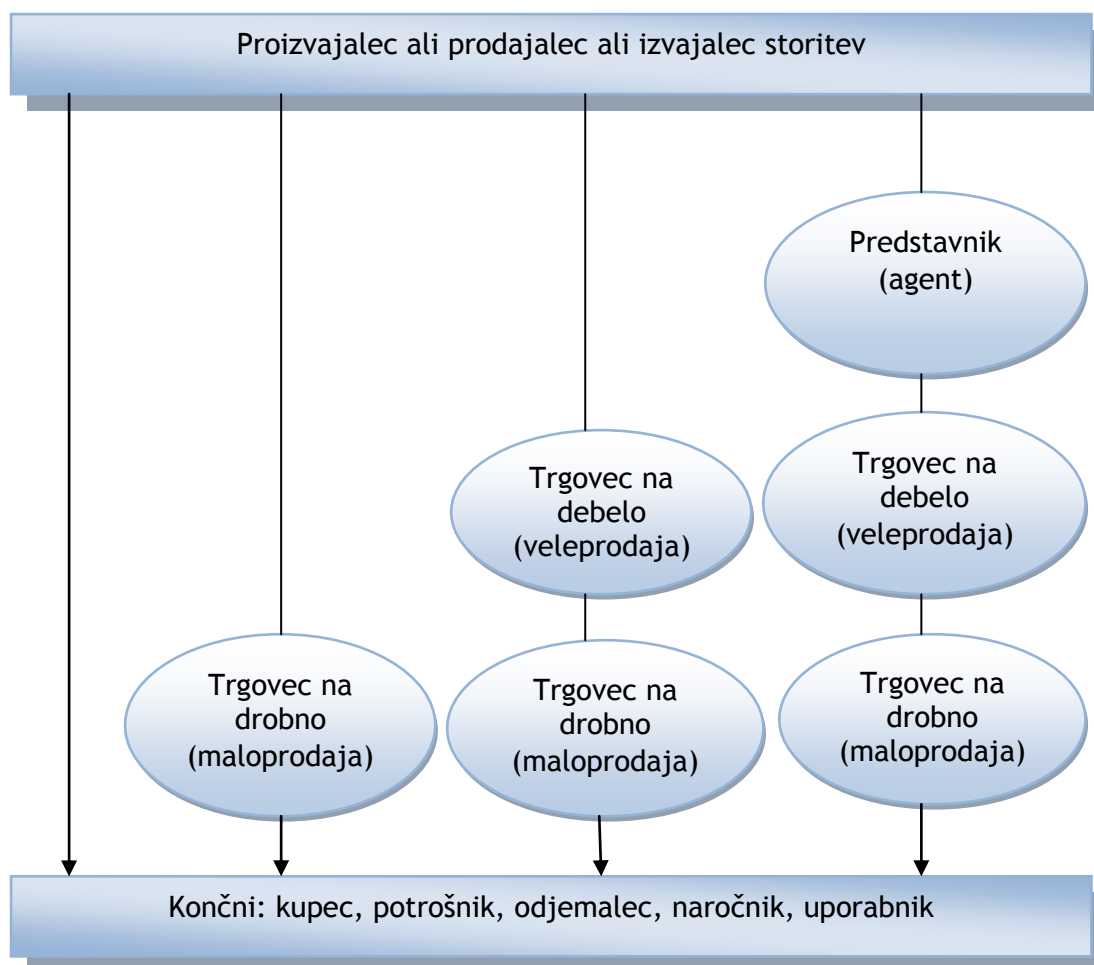 Proizvajalec ali prodajalec ali izvajalec storitev
Predstavnik
(agent)
Trgovec na
debelo
(veleprodaja)
Trgovec na
debelo
(veleprodaja)
Trgovec na
drobno
(maloprodaja)
Trgovec na
drobno
(maloprodaja)
Trgovec na
drobno
(maloprodaja)
Končni: kupec, potrošnik, odjemalec, naročnik, uporabnik